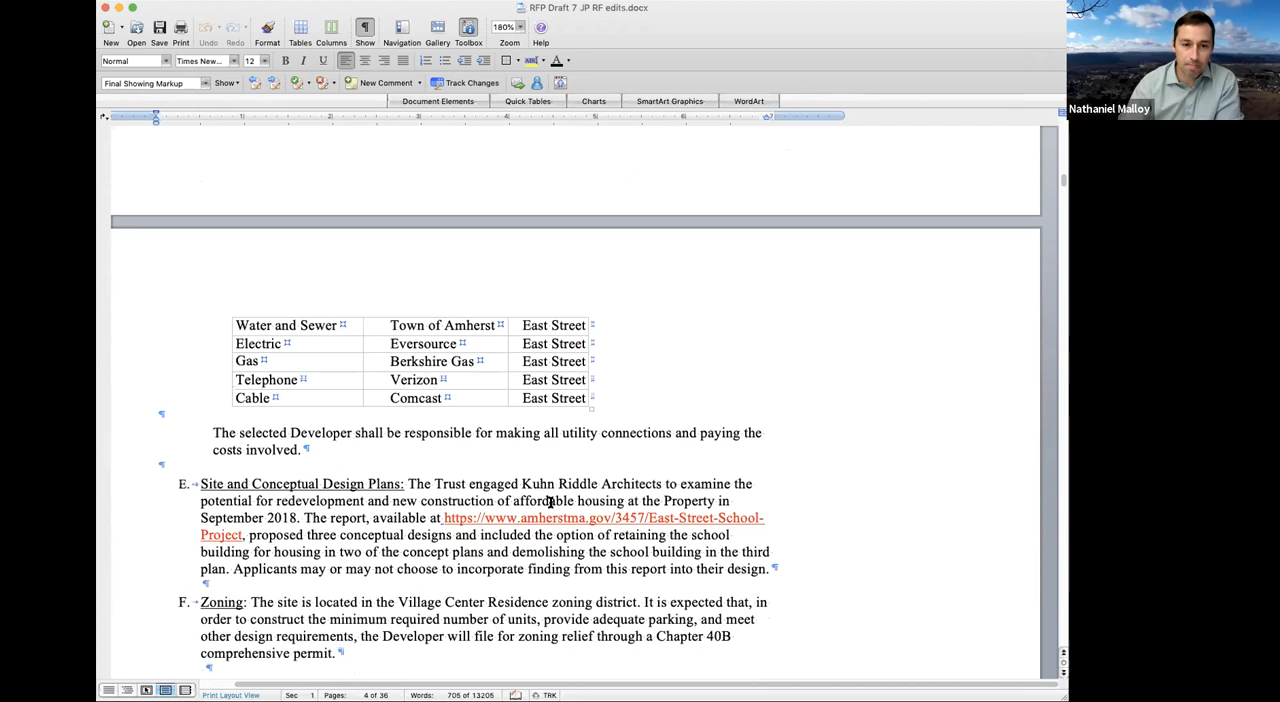 RFP Draft 7 JP RF edits.docx
180%
New Open Save Print Undo Redo Format Tables Columns Show Navigation Gallery Toolbox Zoom Help
Normal Times New... 12 B I U
Final Showing Markup Show New Comment Track Changes
Document Elements Quick Tables Charts SmartArt Graphics WordArt
Nathaniel Malloy
Water and Sewer Town of Amherst East Street
Electric Eversource East Street
Gas Berkshire Gas East Street
Telephone Verizon East Street
Cable Comcast East Street
The selected Developer shall be responsible for making all utility connections and paying the
costs involved.
E. Site and Conceptual Design Plans: The Trust engaged Kuhn Riddle Architects to examine the
potential for redevelopment and new construction of affordable housing at the Property in
September 2018. The report, available at https://www.amherstma.gov/3457/East-Street-School-
Project, proposed three conceptual designs and included the option of retaining the school
building for housing in two of the concept plans and demolishing the school building in the third
plan. Applicants may or may not choose to incorporate finding from this report into their design.
F. Zoning: The site is located in the Village Center Residence zoning district. It is expected that, in
order to construct the minimum required number of units, provide adequate parking, and meet
other design requirements, the Developer will file for zoning relief through a Chapter 40B
comprehensive permit.
Print Layout View Sec 1 Pages: 4 of 36 Words: 705 of 13205 TRK